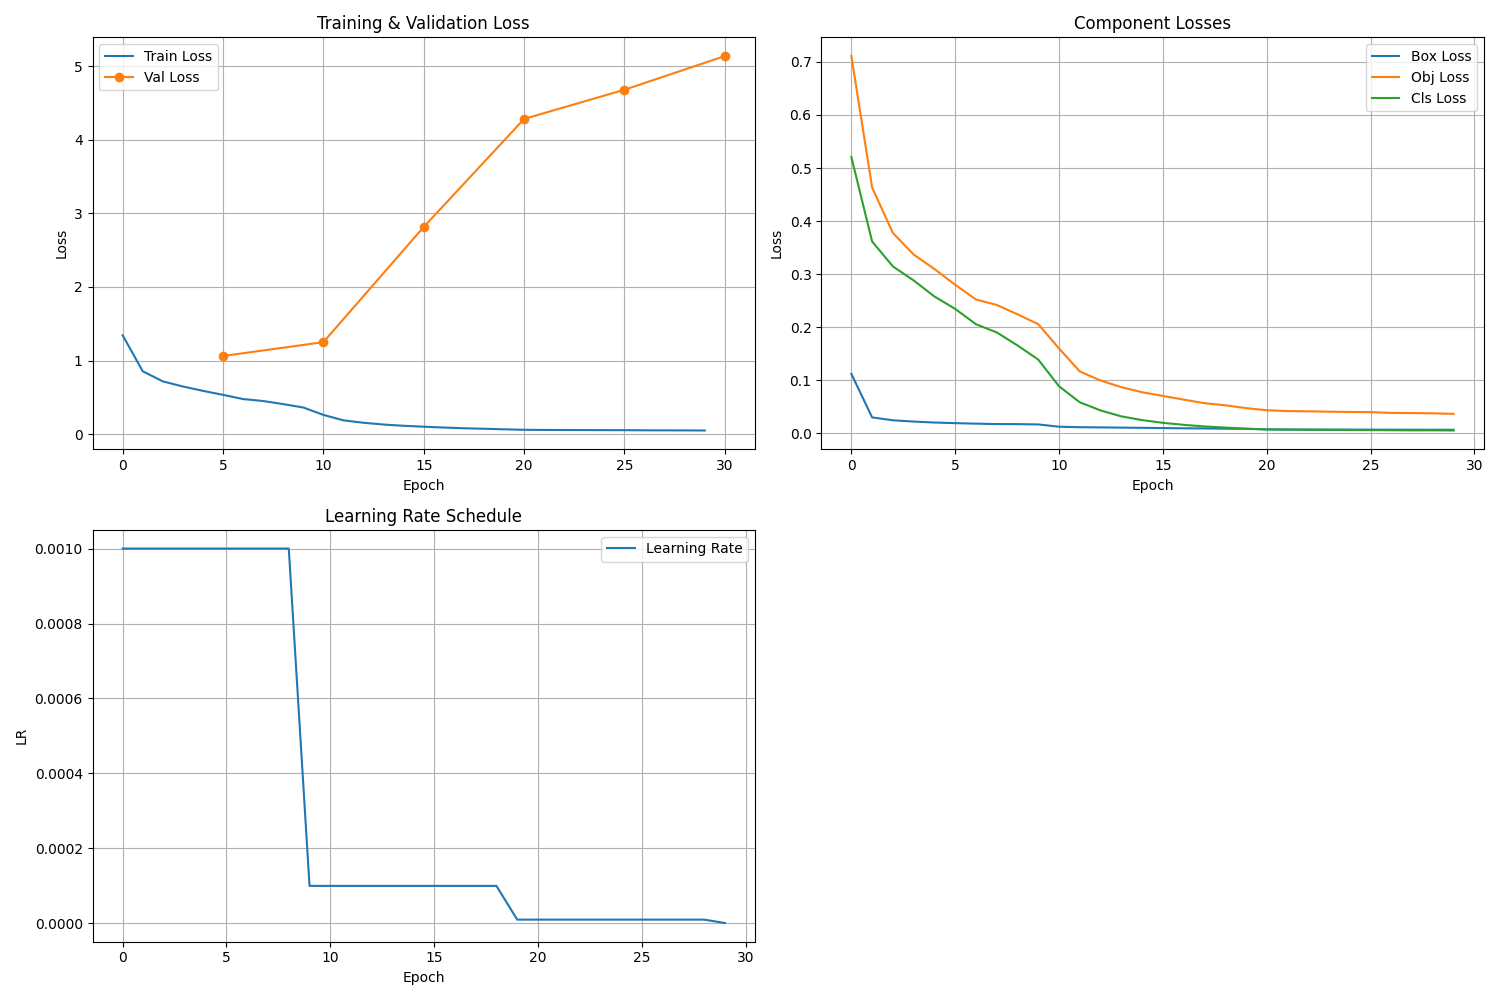 Training & Validation Loss
Train Loss
Val Loss
Loss
5
4
3
2
1
0
0 5 10 15 20 25 30
Epoch
Component Losses
Box Loss
Obj Loss
Cls Loss
Loss
0.7
0.6
0.5
0.4
0.3
0.2
0.1
0.0
0 5 10 15 20 25 30
Epoch
Learning Rate Schedule
Learning Rate
LR
0.0010
0.0008
0.0006
0.0004
0.0002
0.0000
0 5 10 15 20 25 30
Epoch